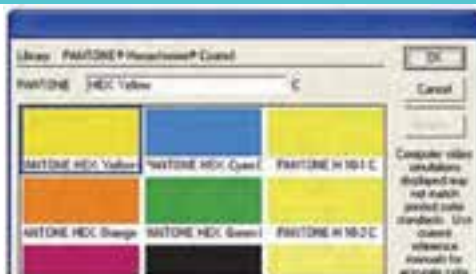 Library PANTONE® Hexachrome® Coated
PANTONE HEX Yellow C
OK
Cancel
PANTONE HEX Yellow
PANTONE HEX Cyan C
PANTONE H 10-1 C
PANTONE HEX Orange
PANTONE HEX Green C
PANTONE H 10-2 C
Computer video
simulations
displayed may
not match
printed color
standards. Use
current
reference
manuals for
accurate color